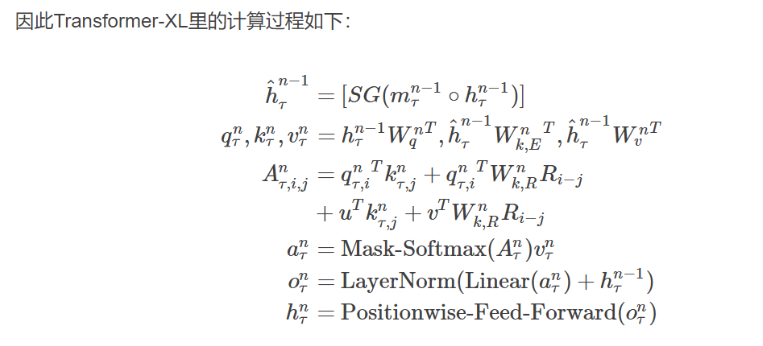 因此Transformer-XL里的计算过程如下：
$\hat{h}_{\tau}^{n-1} = [SG(m_{\tau}^{n-1} \circ h_{\tau}^{n-1})]$
$q_{\tau}^{n}, k_{\tau}^{n}, v_{\tau}^{n} = h_{\tau}^{n-1} {W_{q}^{n}}^{T}, \hat{h}_{\tau}^{n-1} {W_{k,E}^{n}}^{T}, \hat{h}_{\tau}^{n-1} {W_{v}^{n}}^{T}$
$A_{\tau,i,j}^{n} = {q_{\tau,i}^{n}}^{T} k_{\tau,j}^{n} + {q_{\tau,i}^{n}}^{T} W_{k,R}^{n} R_{i-j}$
$+ u^{T} k_{\tau,j}^{n} + v^{T} W_{k,R}^{n} R_{i-j}$
$a_{\tau}^{n} = \text{Mask-Softmax}(A_{\tau}^{n}) v_{\tau}^{n}$
$o_{\tau}^{n} = \text{LayerNorm}(\text{Linear}(a_{\tau}^{n}) + h_{\tau}^{n-1})$
$h_{\tau}^{n} = \text{Positionwise-Feed-Forward}(o_{\tau}^{n})$